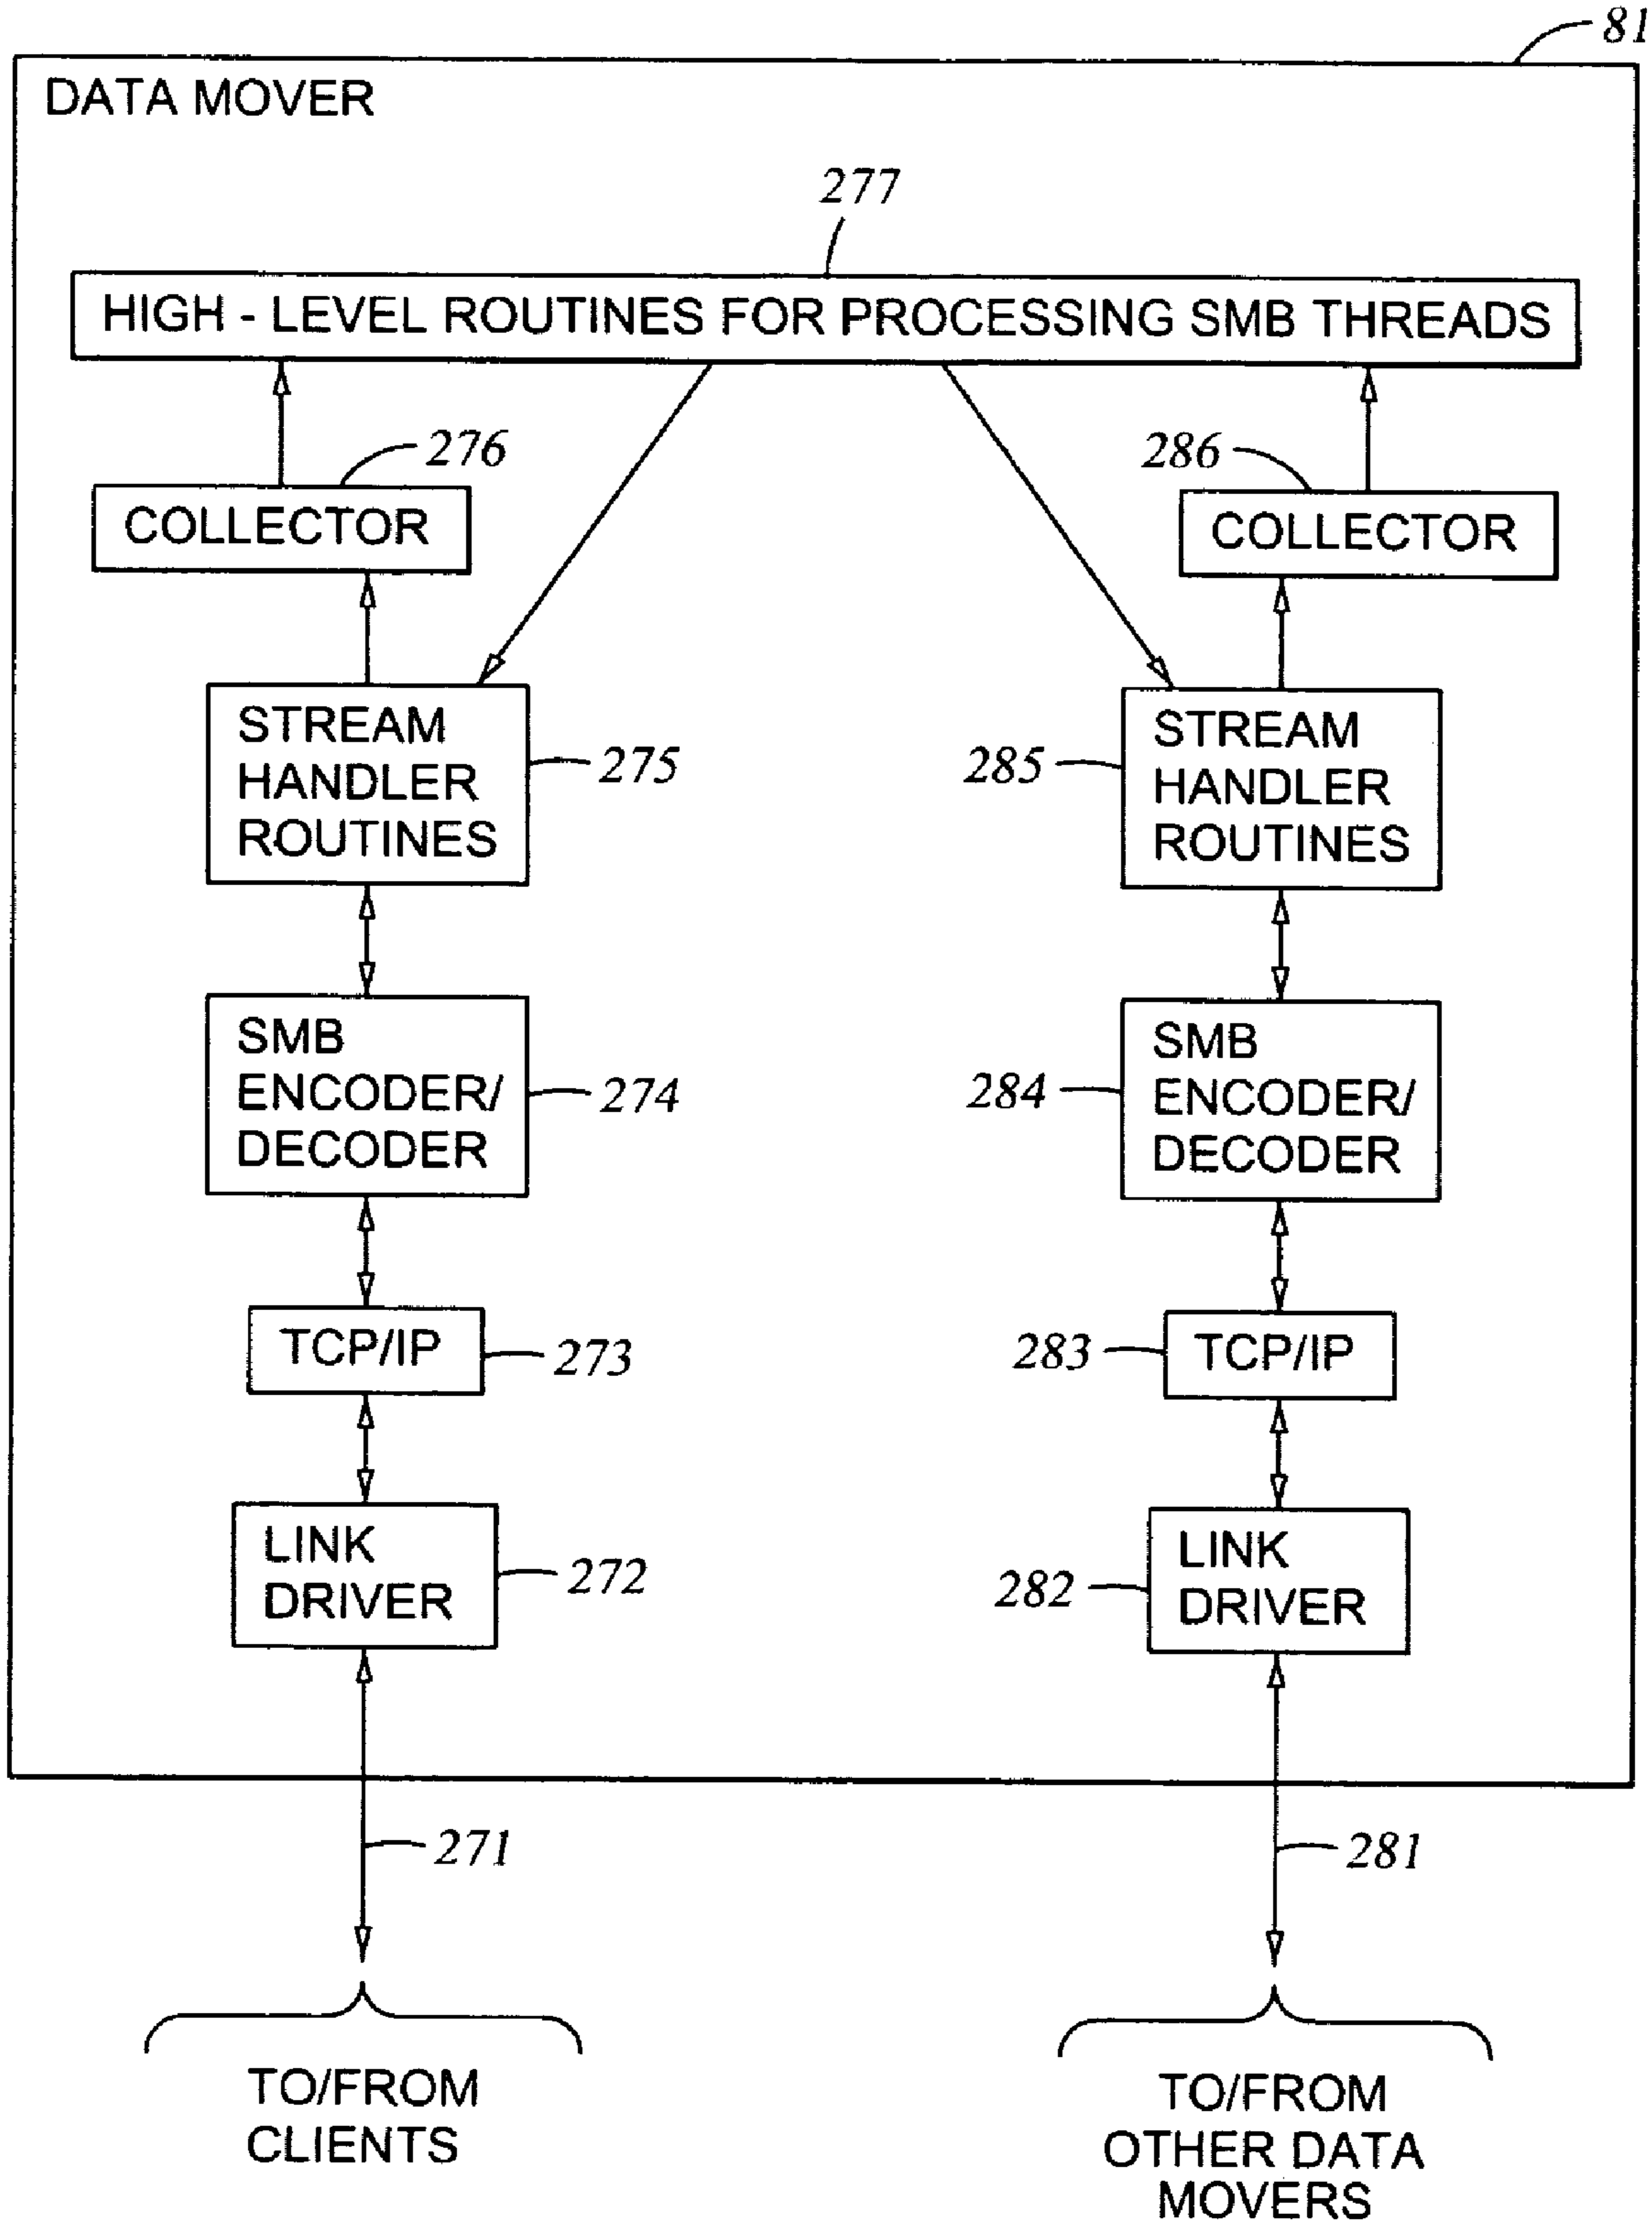 81
DATA MOVER
277
HIGH - LEVEL ROUTINES FOR PROCESSING SMB THREADS
276
286
COLLECTOR
COLLECTOR
STREAM
HANDLER
ROUTINES
275
285
STREAM
HANDLER
ROUTINES
SMB
ENCODER/
DECODER
274
284
SMB
ENCODER/
DECODER
TCP/IP
273
283
TCP/IP
LINK
DRIVER
272
282
LINK
DRIVER
271
281
TO/FROM
CLIENTS
TO/FROM
OTHER DATA
MOVERS